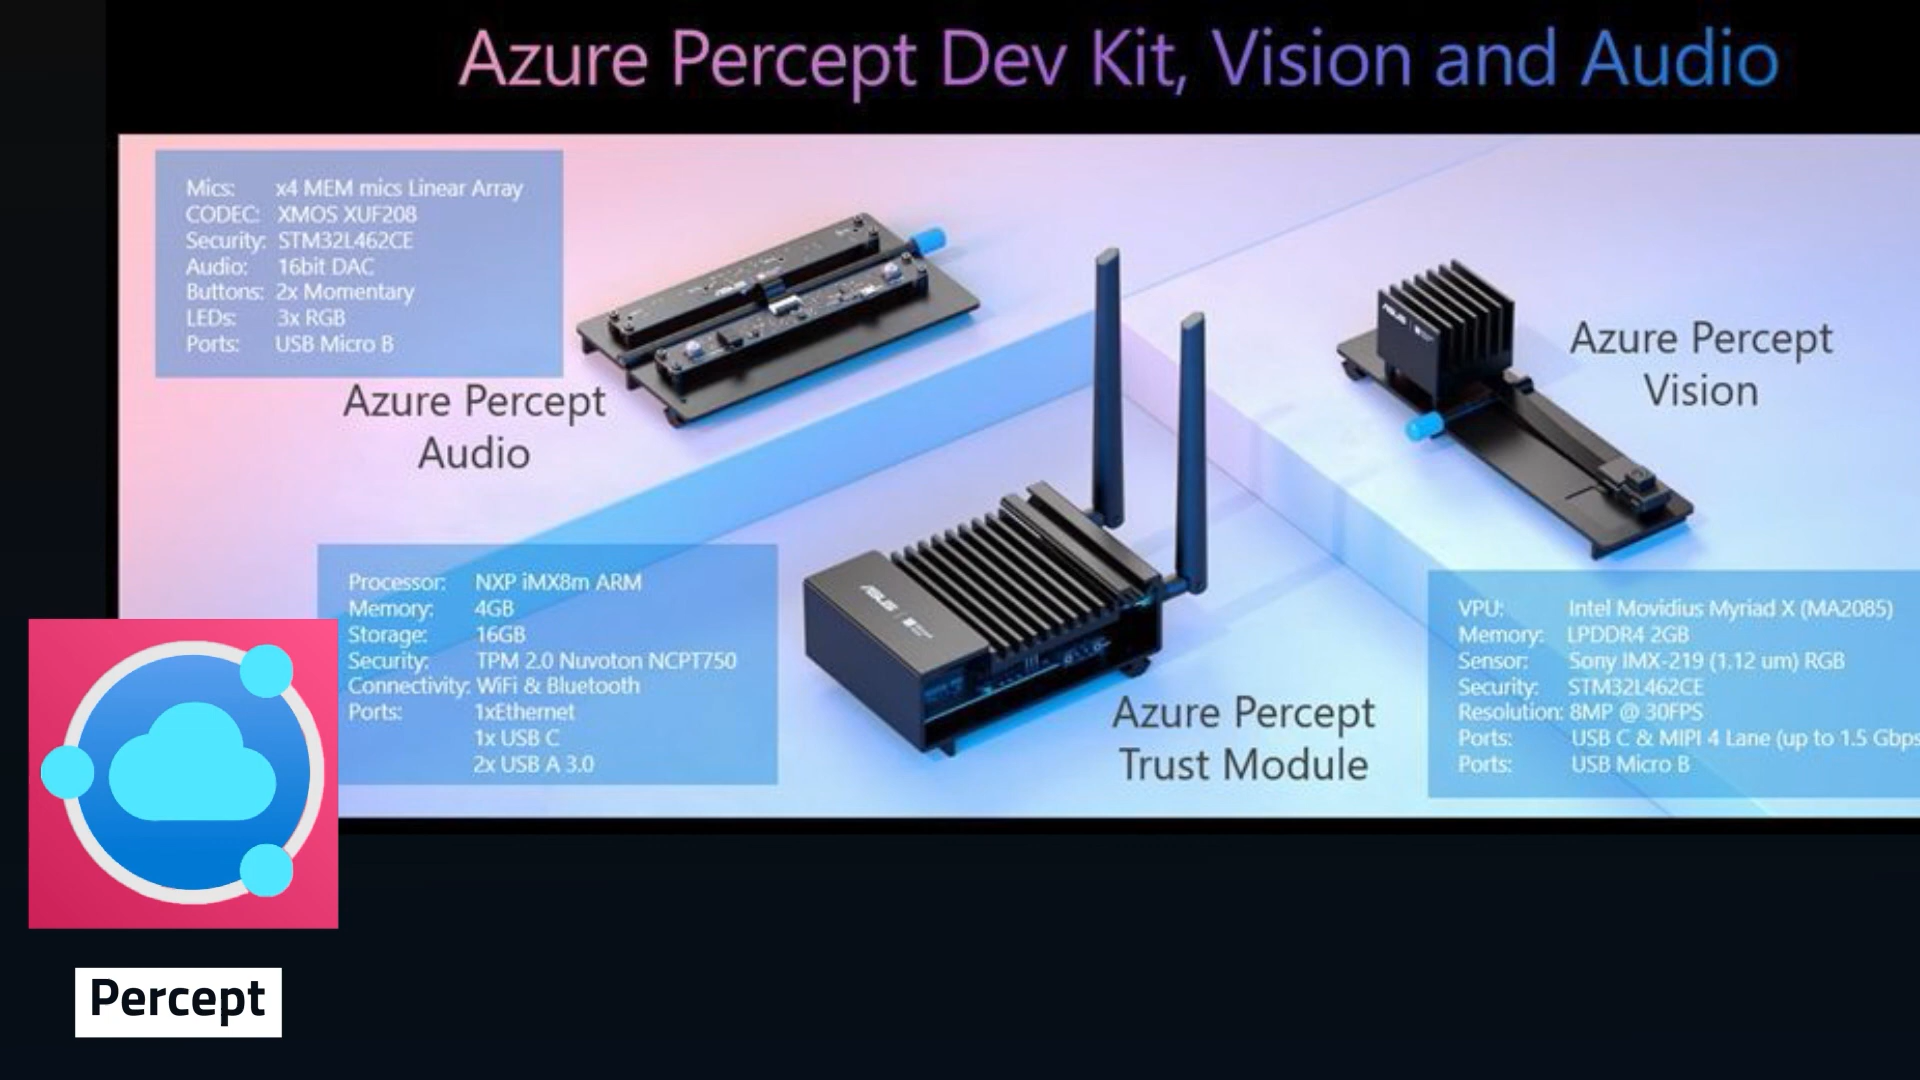 Azure Percept Dev Kit, Vision and Audio
Mics: x4 MEM mics Linear Array
CODEC: XMOS XUF208
Security: STM32L462CE
Audio: 16bit DAC
Buttons: 2x Momentary
LEDs: 3x RGB
Ports: USB Micro B
Azure Percept
Audio
Azure Percept
Vision
Processor: NXP iMX8m ARM
Memory: 4GB
Storage: 16GB
Security: TPM 2.0 Nuvoton NCPT750
Connectivity: WiFi & Bluetooth
Ports: 1xEthernet
1x USB C
2x USB A 3.0
ASUS
Azure Percept
Trust Module
ASUS
VPU: Intel Movidius Myriad X (MA2085)
Memory: LPDDR4 2GB
Sensor: Sony IMX-219 (1.12 um) RGB
Security: STM32L462CE
Resolution: 8MP @ 30FPS
Ports: USB C & MIPI 4 Lane (up to 1.5 Gbps
Ports: USB Micro B
Percept